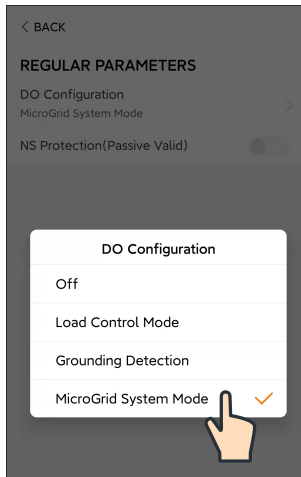 < BACK
REGULAR PARAMETERS
DO Configuration
MicroGrid System Mode
NS Protection(Passive Valid)
DO Configuration
Off
Load Control Mode
Grounding Detection
MicroGrid System Mode